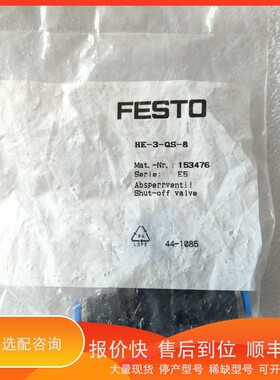 FESTO
HE-3-QS-8
Mat.-Nr.: 153476
Serie: E5
Absperrventil
Shut-off valve
44-1085
选配咨询
报价快 售后到位 顺丰
大量现货 停产型号 稀缺型号 可